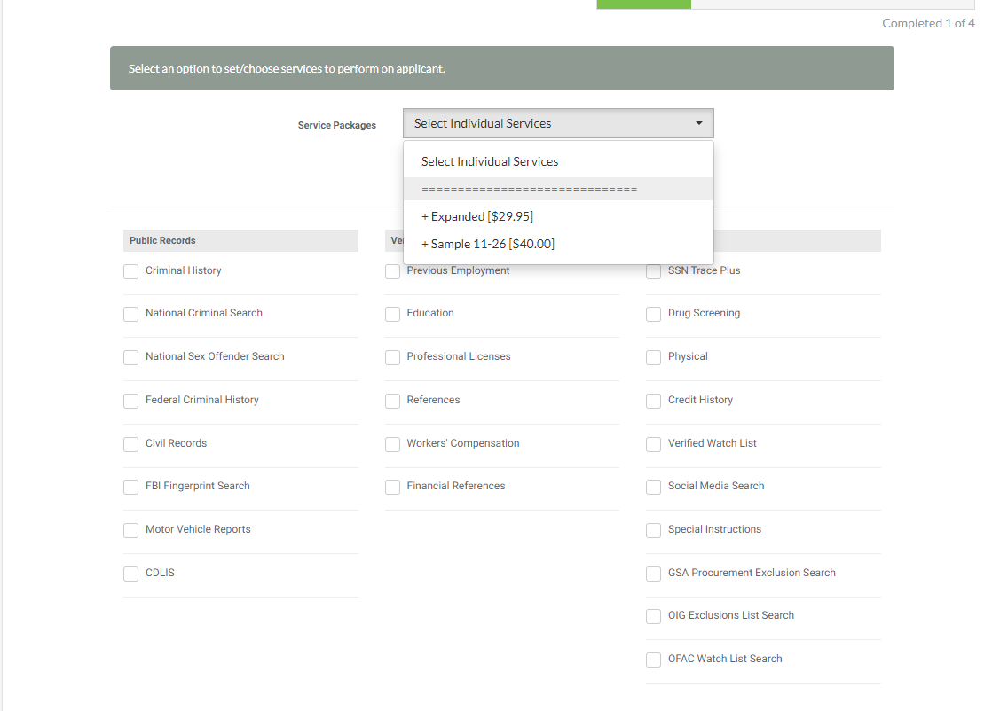 Completed 1 of 4
Select an option to set/choose services to perform on applicant.
Service Packages
Select Individual Services
Select Individual Services
==============================
+ Expanded [$29.95]
+ Sample 11-26 [$40.00]
Public Records
Criminal History
National Criminal Search
National Sex Offender Search
Federal Criminal History
Civil Records
FBI Fingerprint Search
Motor Vehicle Reports
CDLIS
Previous Employment
Education
Professional Licenses
References
Workers' Compensation
Financial References
SSN Trace Plus
Drug Screening
Physical
Credit History
Verified Watch List
Social Media Search
Special Instructions
GSA Procurement Exclusion Search
OIG Exclusions List Search
OFAC Watch List Search